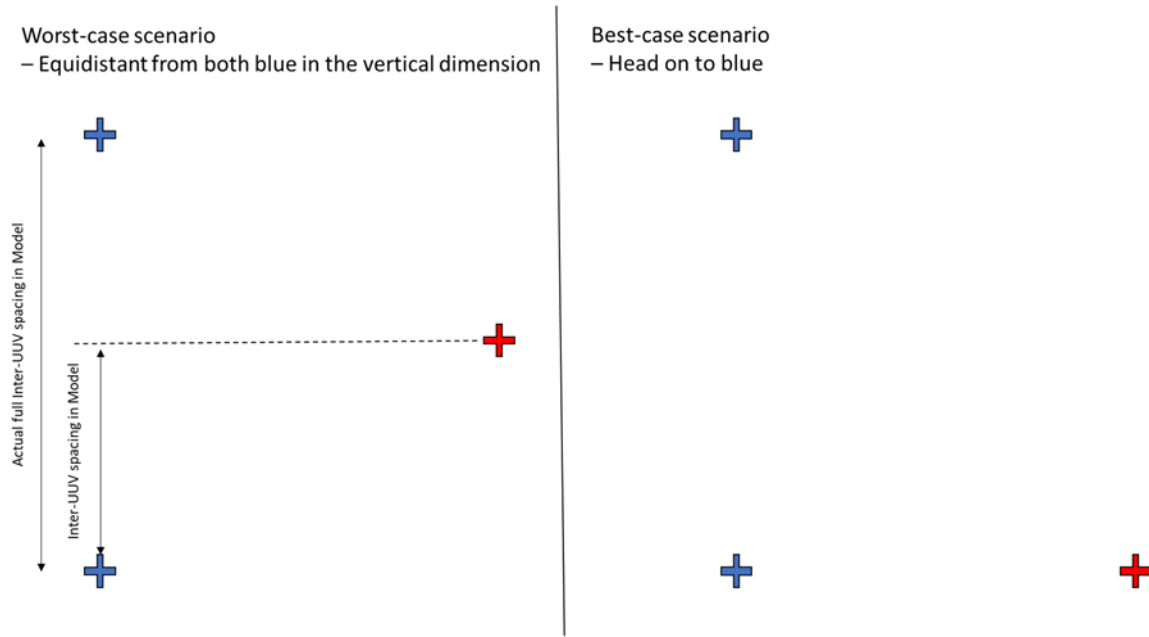 Worst-case scenario
– Equidistant from both blue in the vertical dimension
Actual full Inter-UUV spacing in Model
Inter-UUV spacing in Model
Best-case scenario
– Head on to blue